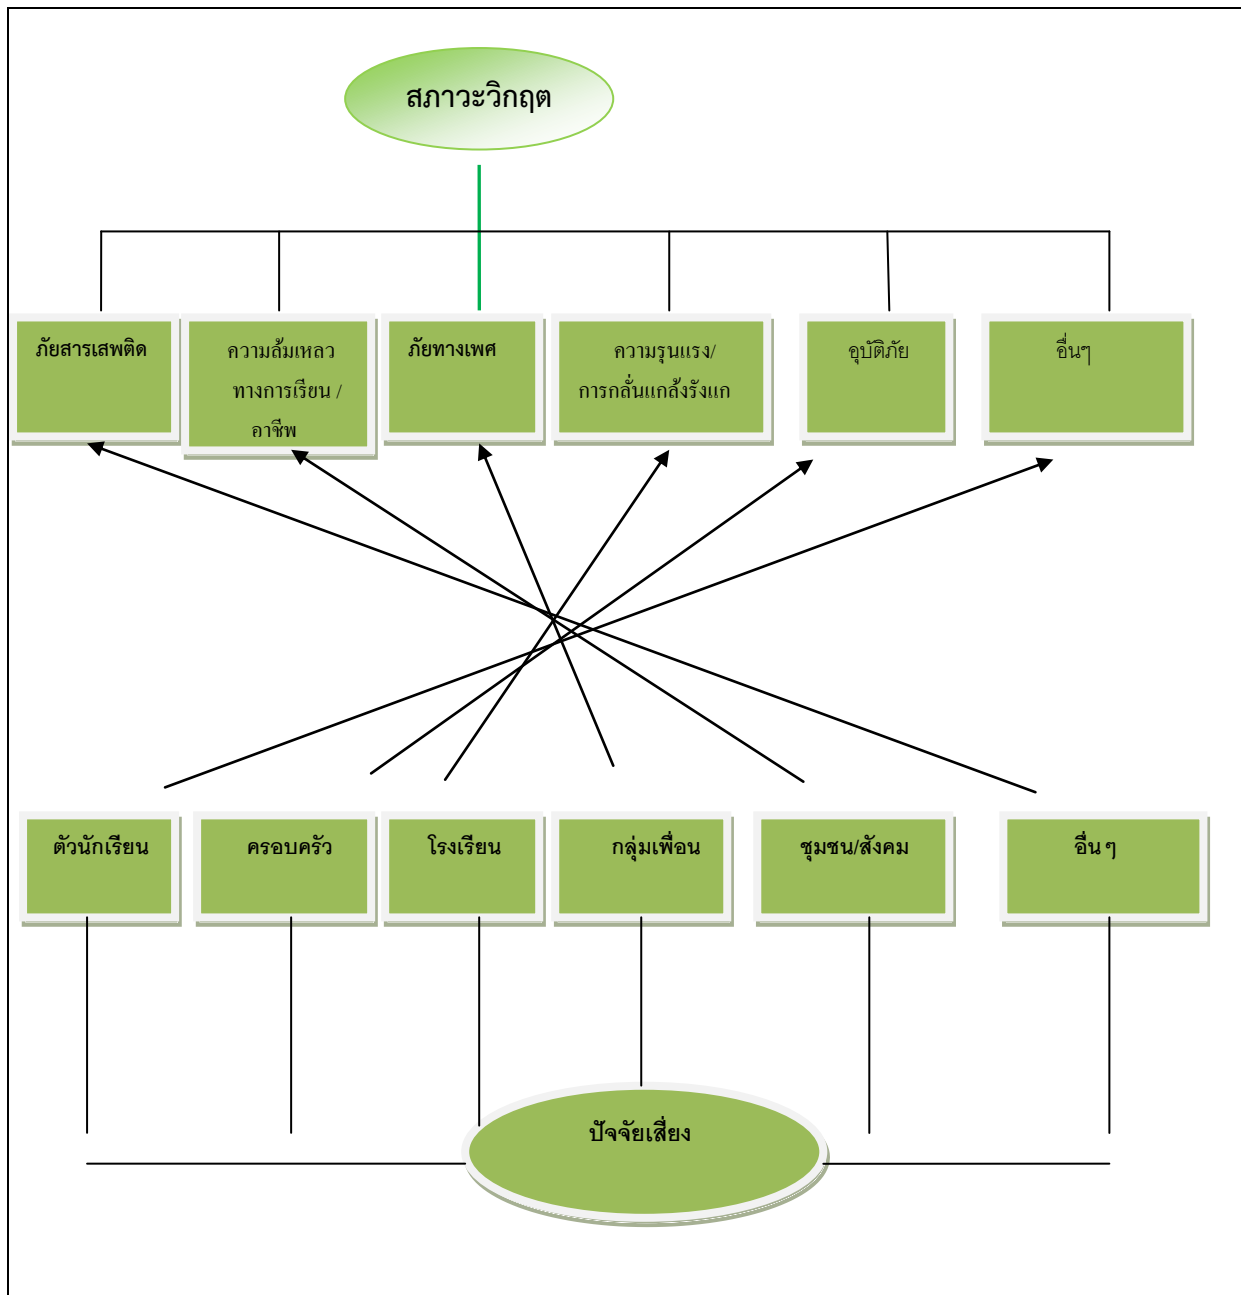 สภาวะวิกฤต
ภัยสารเสพติด
ความล้มเหลว
ทางการเรียน /
อาชีพ
ภัยทางเพศ
ความรุนแรง/
การกลั่นแกล้งรังแก
อุบัติภัย
อื่นๆ
ตัวนักเรียน
ครอบครัว
โรงเรียน
กลุ่มเพื่อน
ชุมชน/สังคม
อื่น ๆ
ปัจจัยเสี่ยง